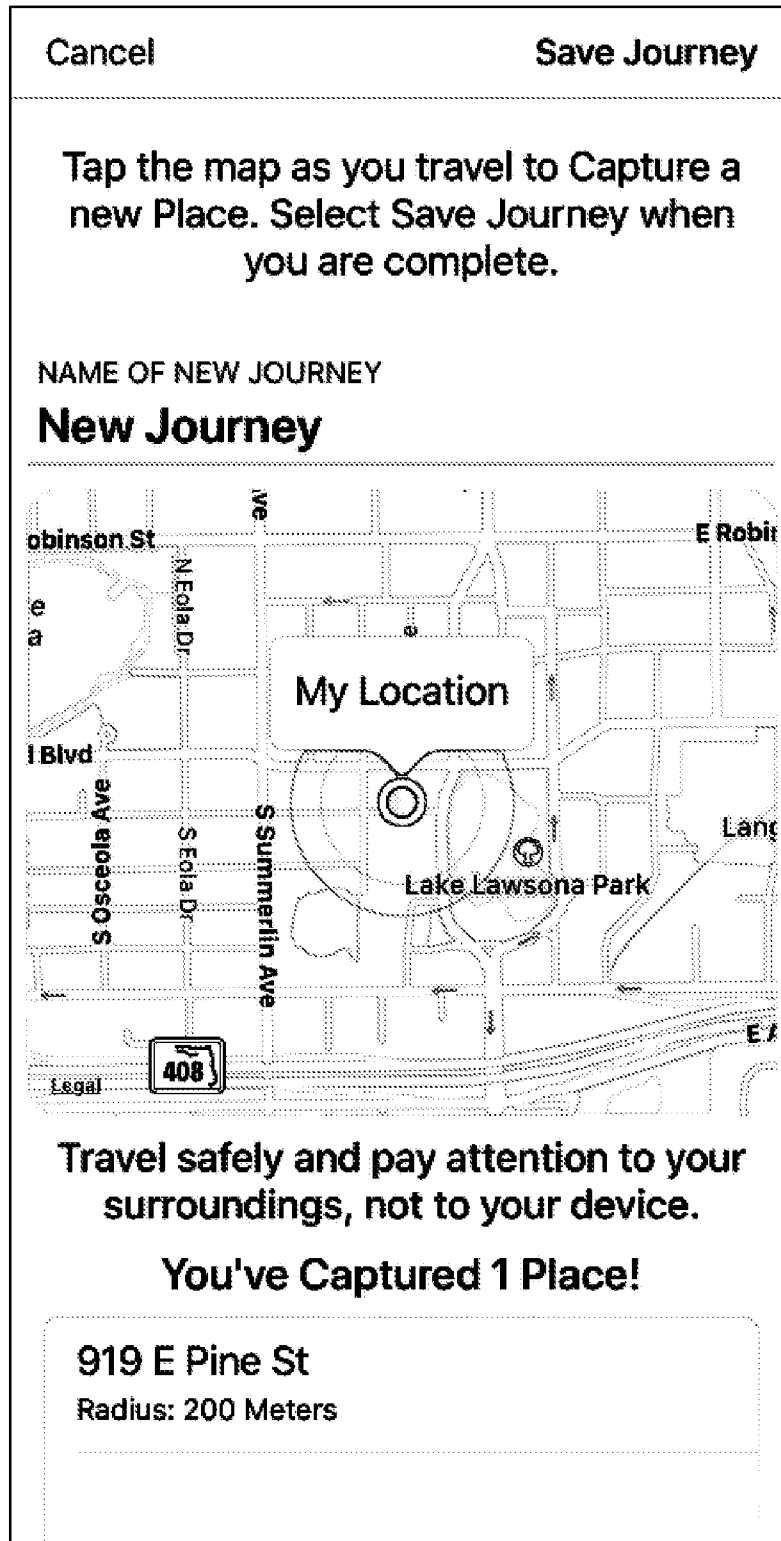 Cancel
Save Journey
Tap the map as you travel to Capture a
new Place. Select Save Journey when
you are complete.
NAME OF NEW JOURNEY
New Journey
ve
obinson St
E Robin
N Eola Dr
e
My Location
l Blvd
S Osceola Ave
S Eola Dr
S Summerlin Ave
Lang
Lake Lawsona Park
E A
408
Legal
Travel safely and pay attention to your
surroundings, not to your device.
You've Captured 1 Place!
919 E Pine St
Radius: 200 Meters